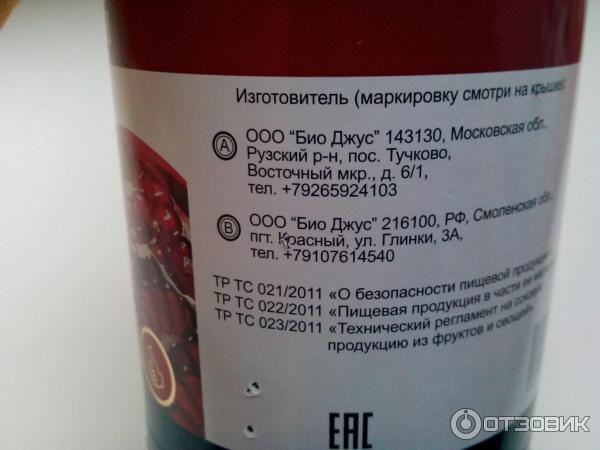 Изготовитель (маркировку смотри на крышке):
A ООО "Био Джус" 143130, Московская обл.,
Рузский р-н, пос. Тучково,
Восточный мкр., д. 6/1,
тел. +79265924103
B ООО "Био Джус" 216100, РФ, Смоленская обл.,
пгт. Красный, ул. Глинки, 3А,
тел. +79107614540
ТР ТС 021/2011 «О безопасности пищевой продукции»
ТР ТС 022/2011 «Пищевая продукция в части ее
ТР ТС 023/2011 «Технический регламент на соковую
продукцию из фруктов и овощей»
EAC
ОТЗОВИК